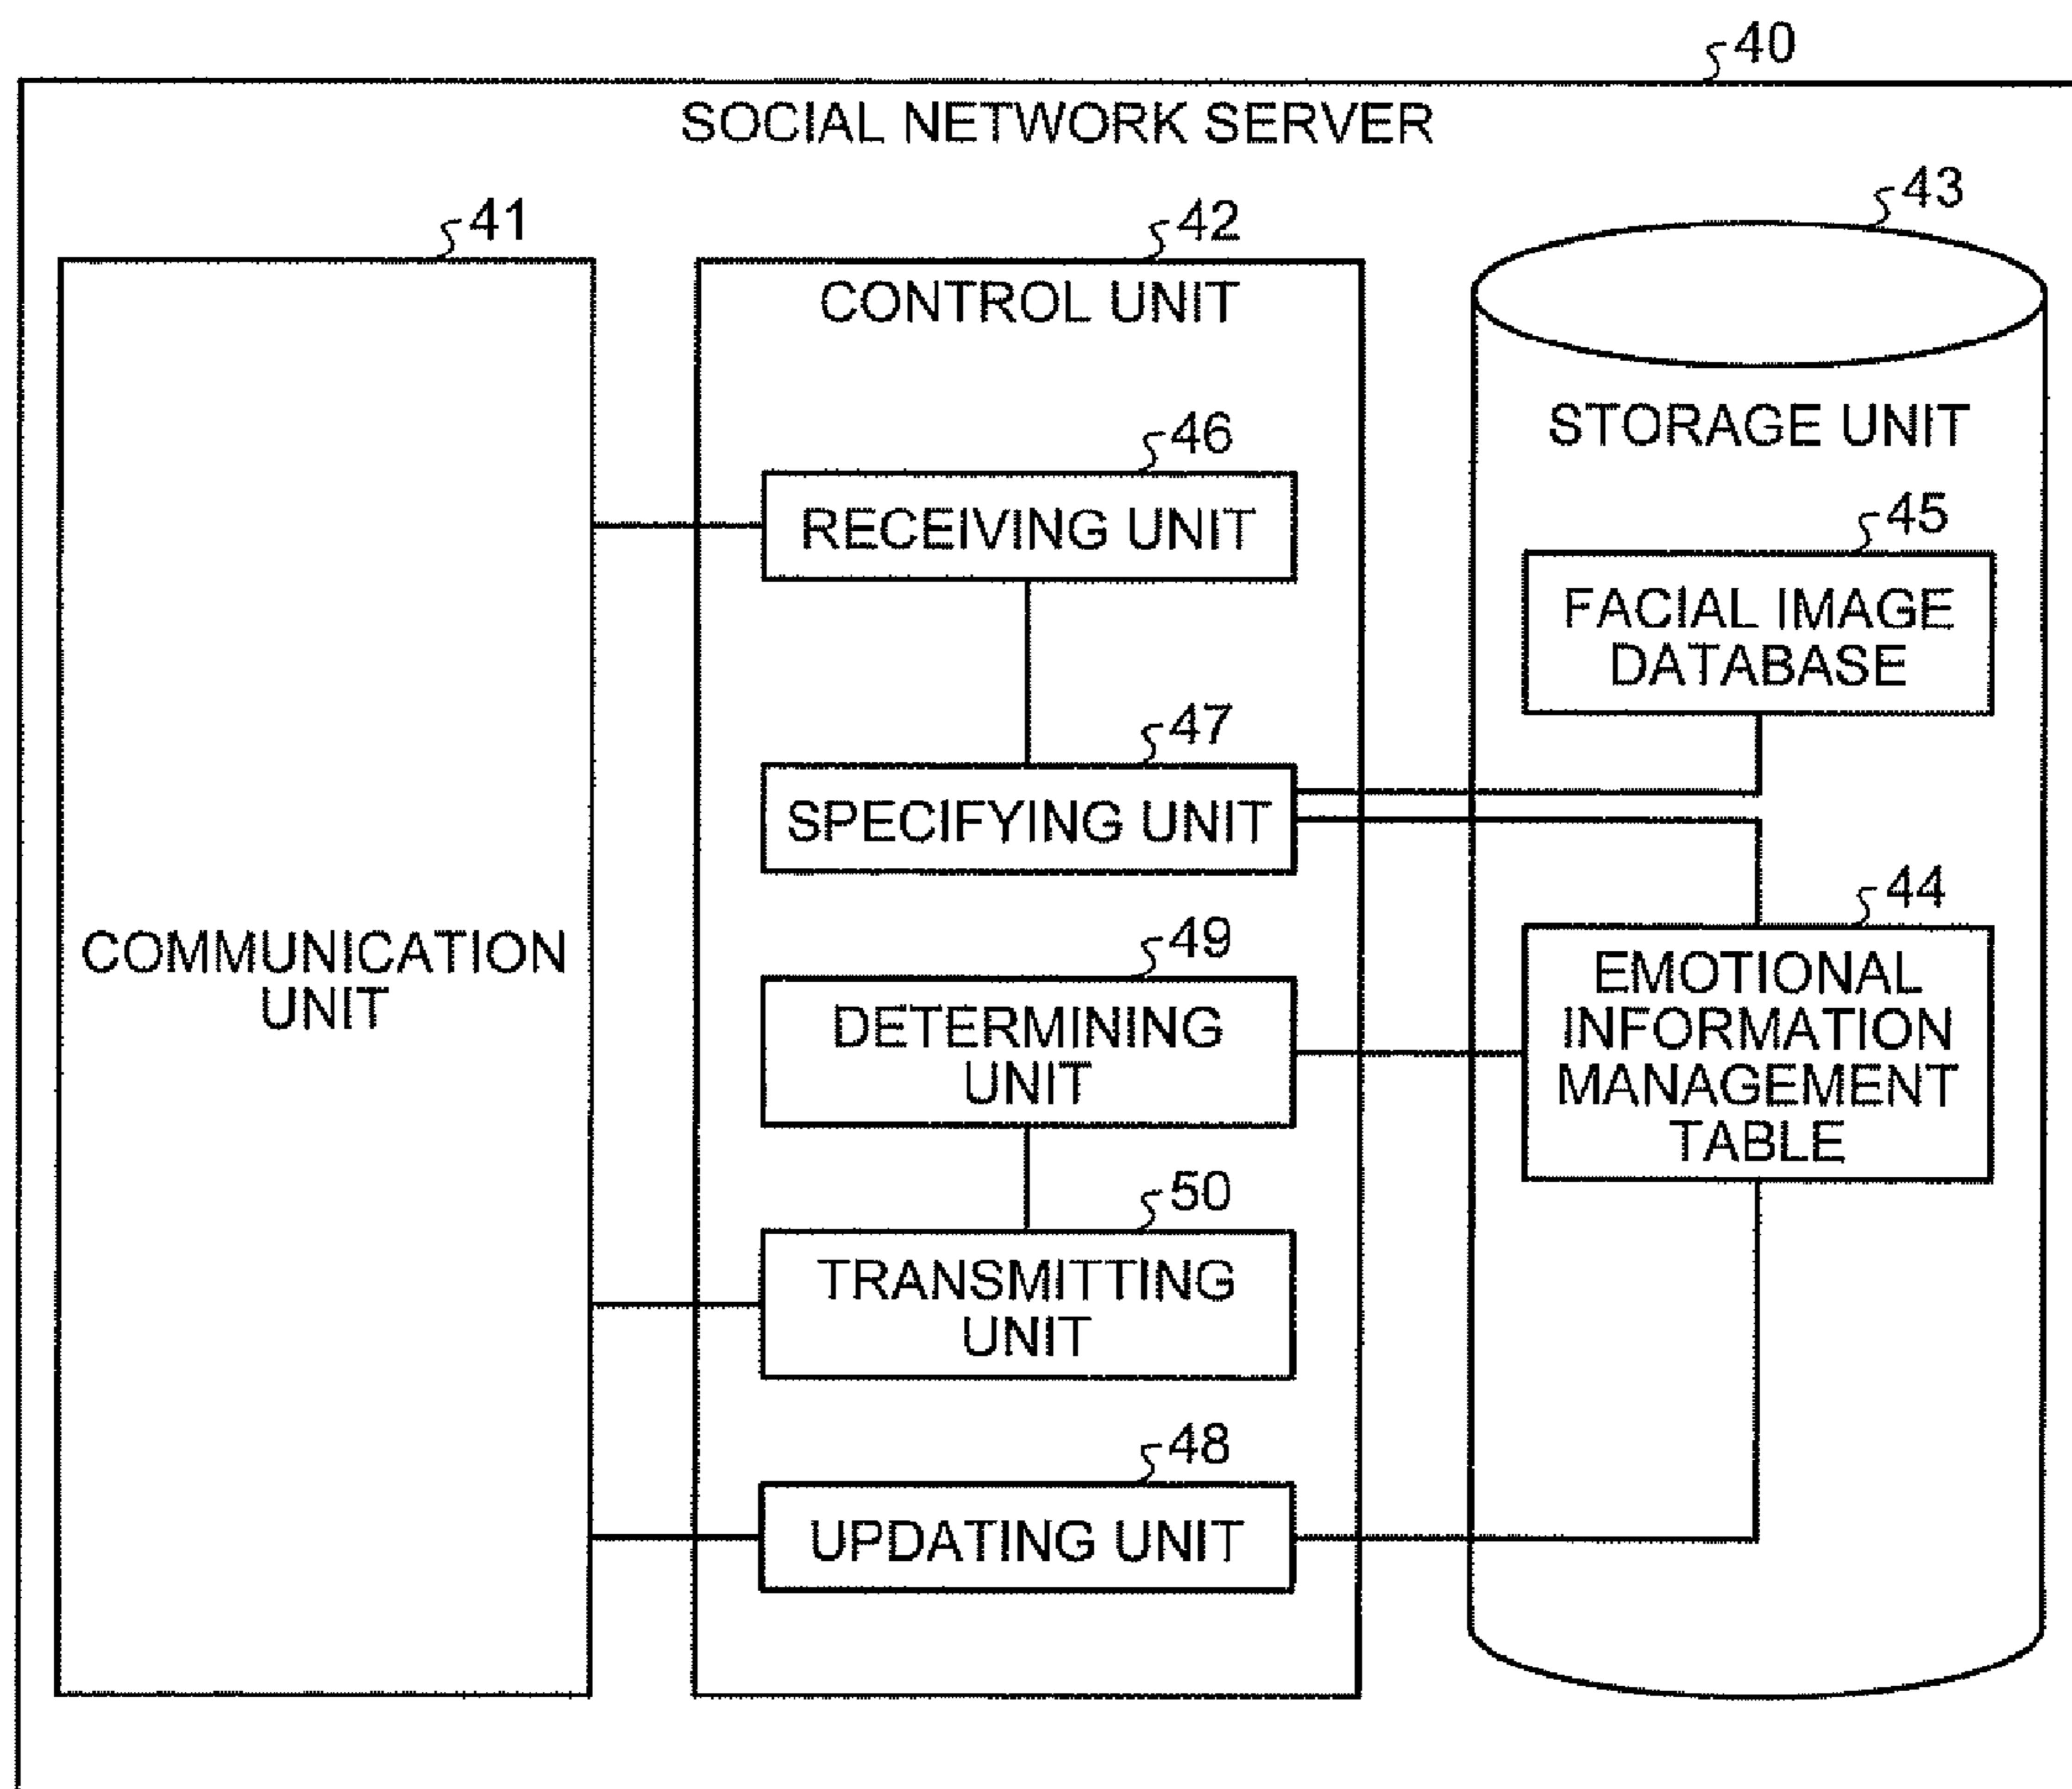 40
SOCIAL NETWORK SERVER
41
COMMUNICATION
UNIT
42
CONTROL UNIT
46
RECEIVING UNIT
47
SPECIFYING UNIT
49
DETERMINING
UNIT
50
TRANSMITTING
UNIT
48
UPDATING UNIT
43
STORAGE UNIT
45
FACIAL IMAGE
DATABASE
44
EMOTIONAL
INFORMATION
MANAGEMENT
TABLE